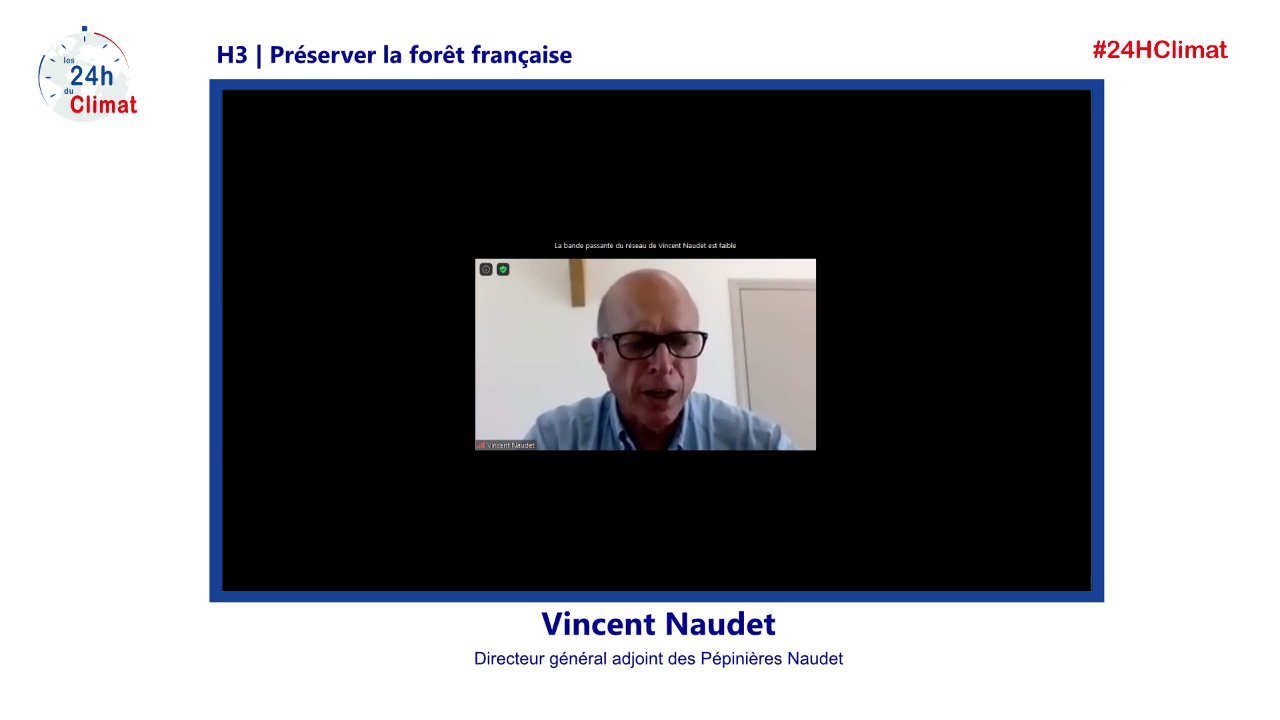 les
24h
du
Climat
H3 | Préserver la forêt française
#24HClimat
La bande passante du réseau de Vincent Naudet est faible
Vincent Naudet
Vincent Naudet
Directeur général adjoint des Pépinières Naudet